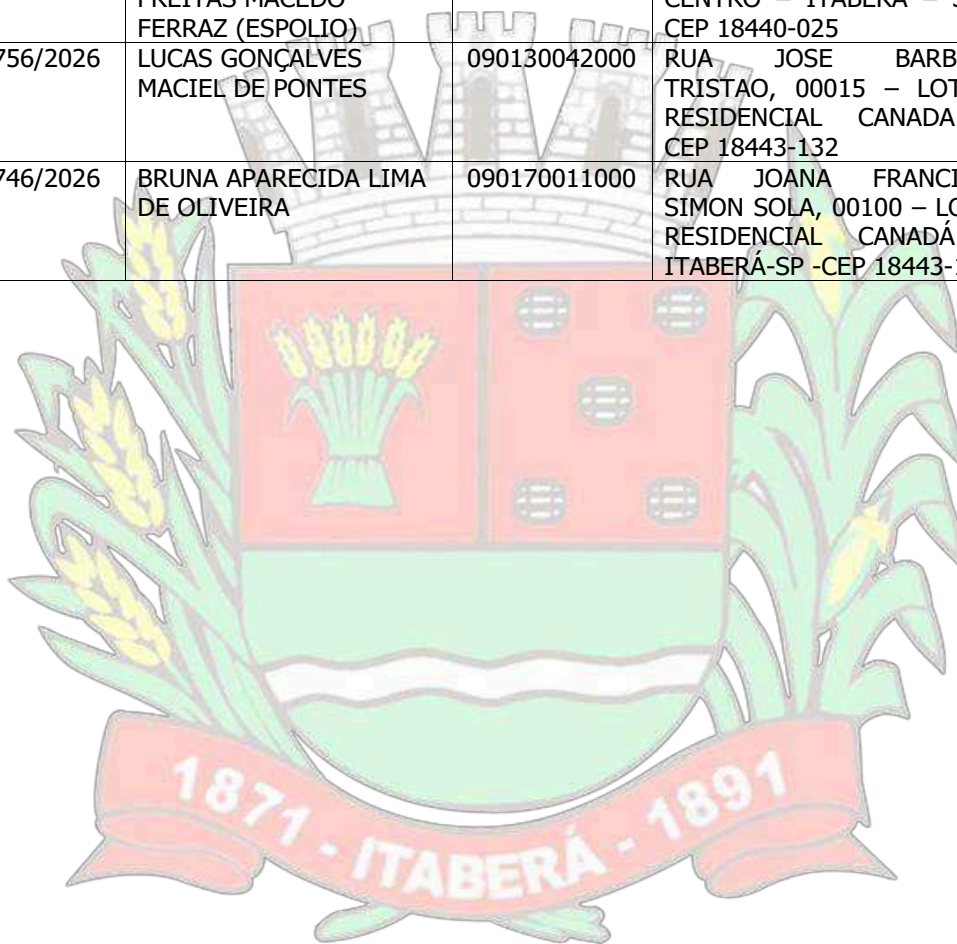 FREITAS MACEDO
FERRAZ (ESPOLIO)
CEP 18440-025
756/2026
LUCAS GONÇALVES
MACIEL DE PONTES
090130042000
RUA JOSE BARB
TRISTAO, 00015 – LOT
RESIDENCIAL CANADA
CEP 18443-132
746/2026
BRUNA APARECIDA LIMA
DE OLIVEIRA
090170011000
RUA JOANA FRANCI
SIMON SOLA, 00100 – LO
RESIDENCIAL CANADÁ
ITABERÁ-SP -CEP 18443-
1871 - ITABERÁ - 1891